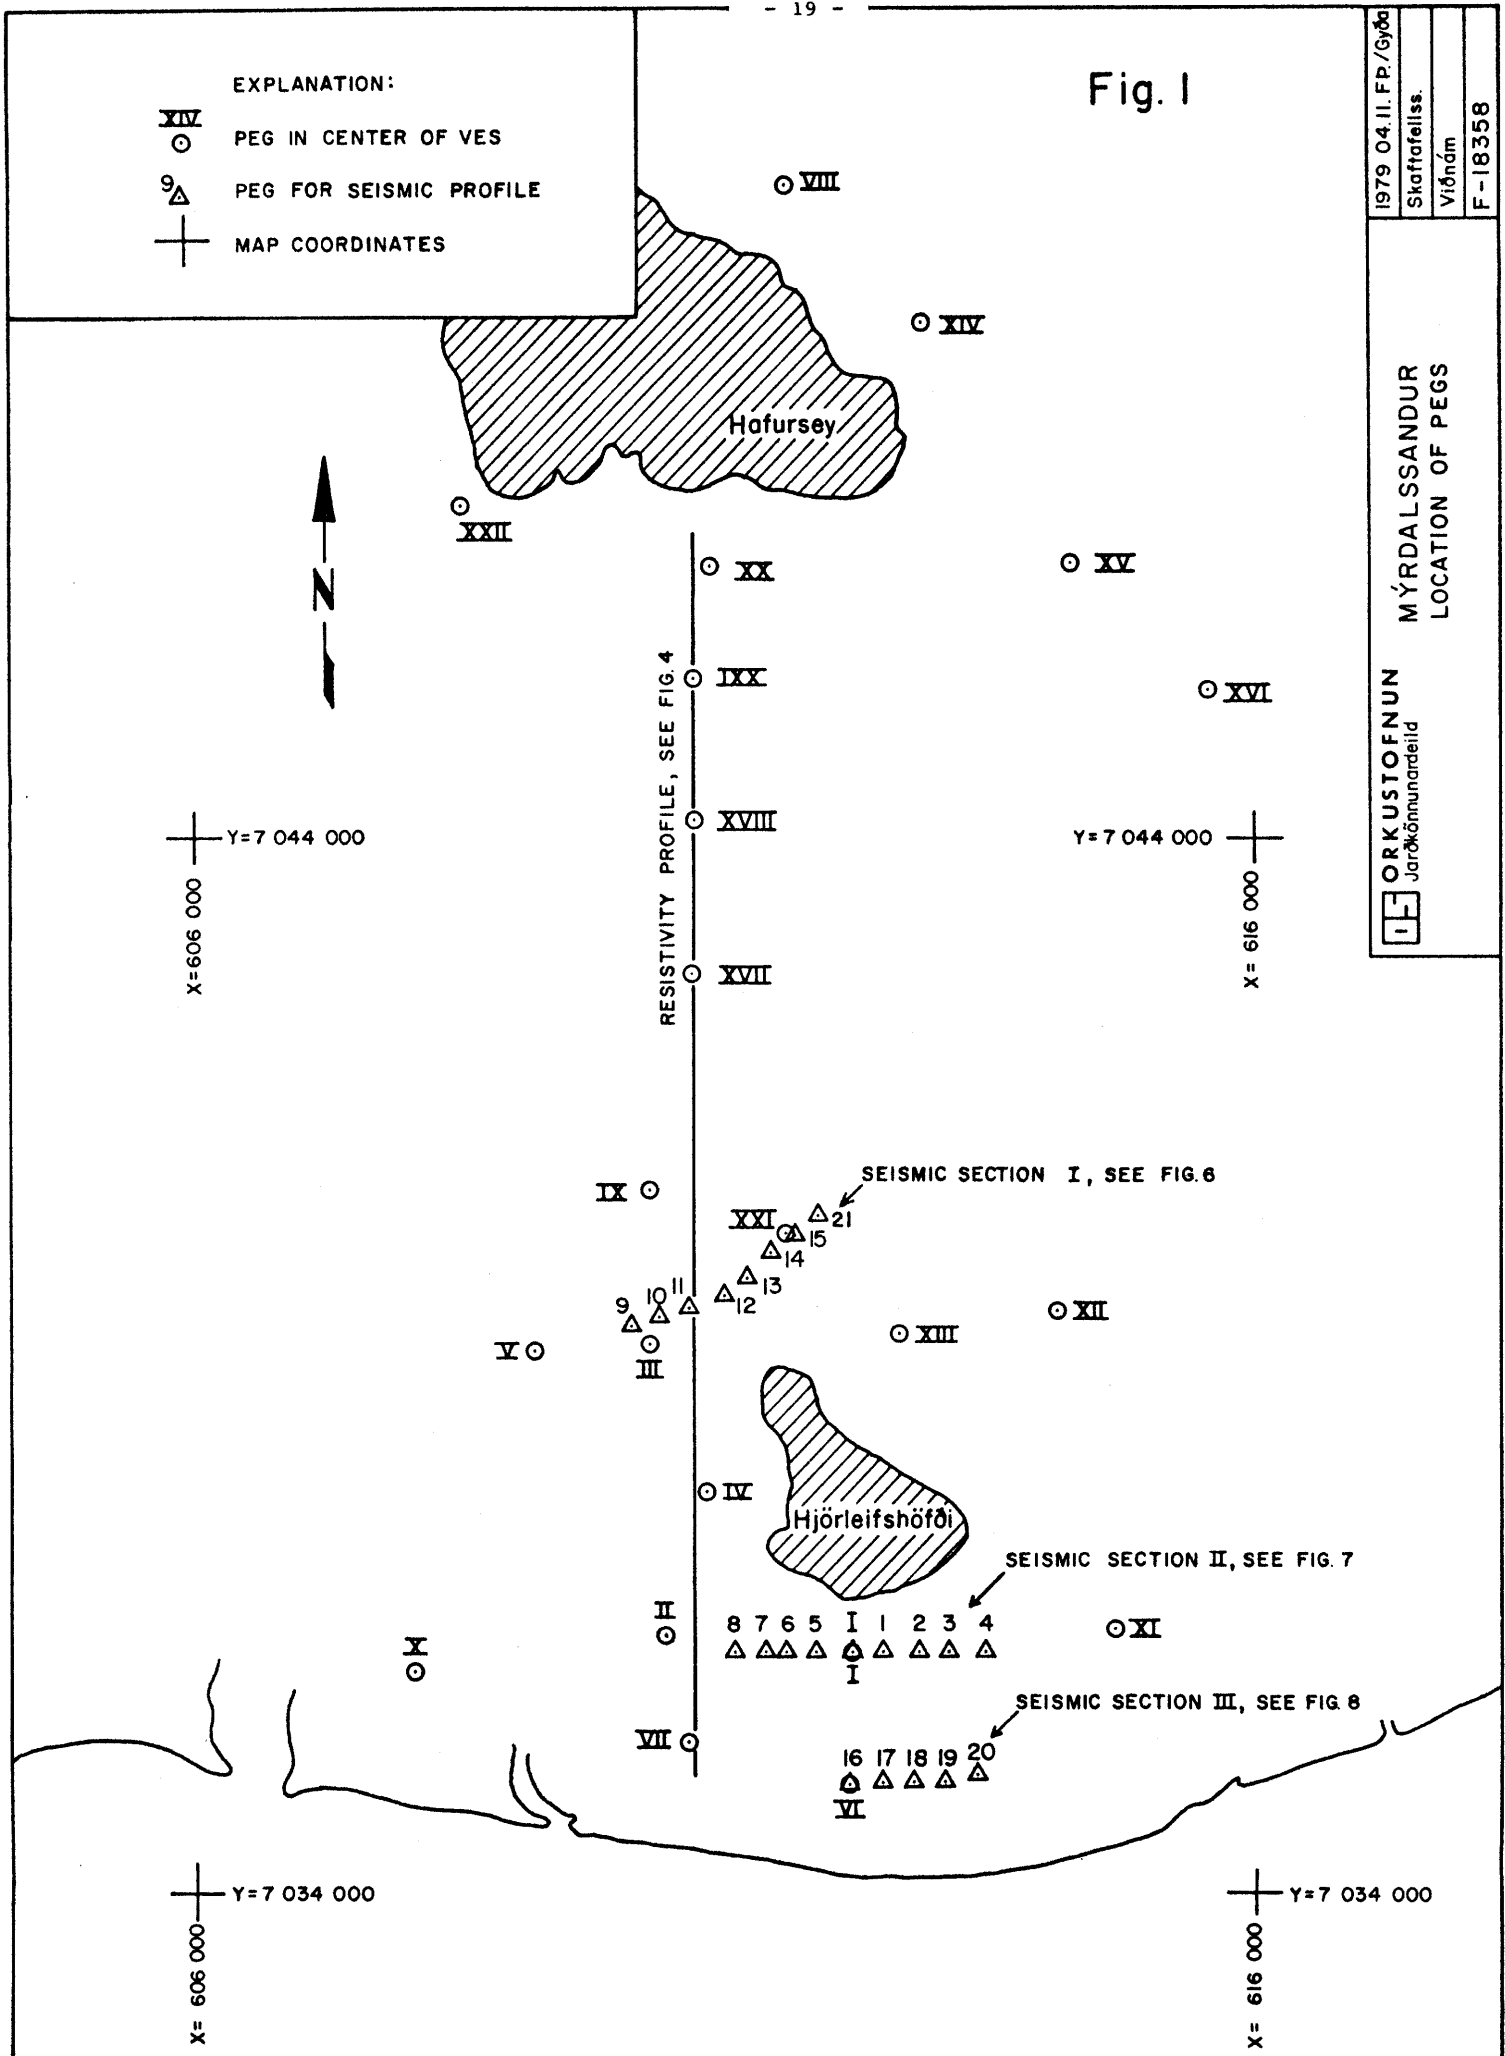 - 19 -
EXPLANATION:
XIV
PEG IN CENTER OF VES
9
PEG FOR SEISMIC PROFILE
MAP COORDINATES
Fig. 1
1979 04.11. F.P./Gyða
Skaftafellss.
Viðnám
F-18358
MÝRDALSSANDUR
LOCATION OF PEGS
ORKUSTOFNUN
Jarðkönnunardeild
VIII
XIV
Hafursey
XXII
N
XX
XV
IXX
XVI
RESISTIVITY PROFILE, SEE FIG. 4
XVIII
Y=7 044 000
X=606 000
Y=7 044 000
X= 616 000
XVII
SEISMIC SECTION I, SEE FIG.6
IX
XXI
21
15
14
13
12
11
10
9
V
III
XIII
XII
IV
Hjörleifshöfði
SEISMIC SECTION II, SEE FIG. 7
II
8 7 6 5 I 1 2 3 4
I
XI
X
SEISMIC SECTION III, SEE FIG. 8
VII
16 17 18 19 20
VI
Y=7 034 000
X= 606 000
Y=7 034 000
X= 616 000